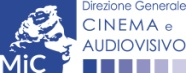 Direzione Generale
CINEMA e
AUDIOVISIVO
MiC